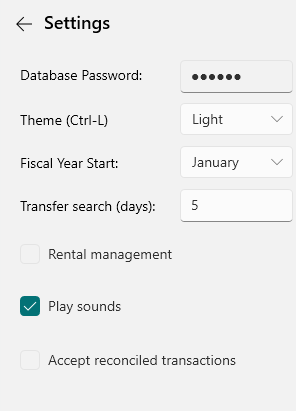 Settings
Database Password: ●●●●●●
Theme (Ctrl-L) Light
Fiscal Year Start: January
Transfer search (days): 5
Rental management
Play sounds
Accept reconciled transactions